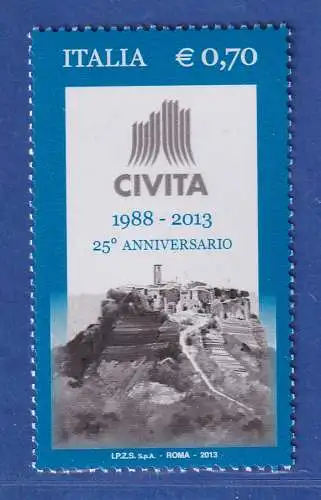 ITALIA € 0,70
CIVITA
1988 - 2013
25° ANNIVERSARIO
I.P.Z.S. S.p.A. - ROMA - 2013